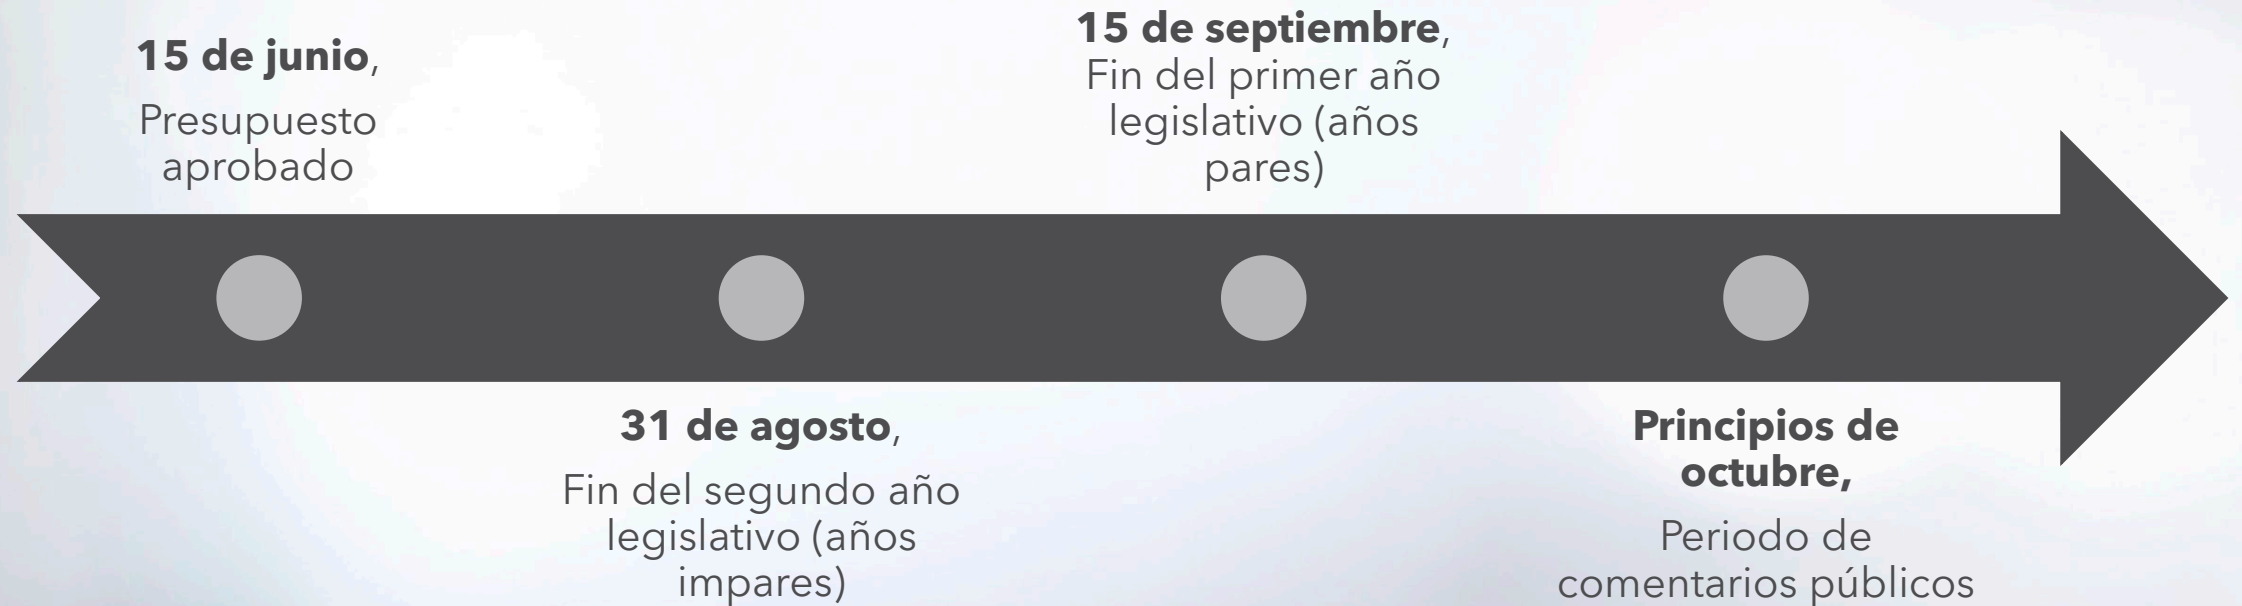 15 de junio,
Presupuesto
aprobado
31 de agosto,
Fin del segundo año
legislativo (años
impares)
15 de septiembre,
Fin del primer año
legislativo (años
pares)
Principios de
octubre,
Periodo de
comentarios públicos